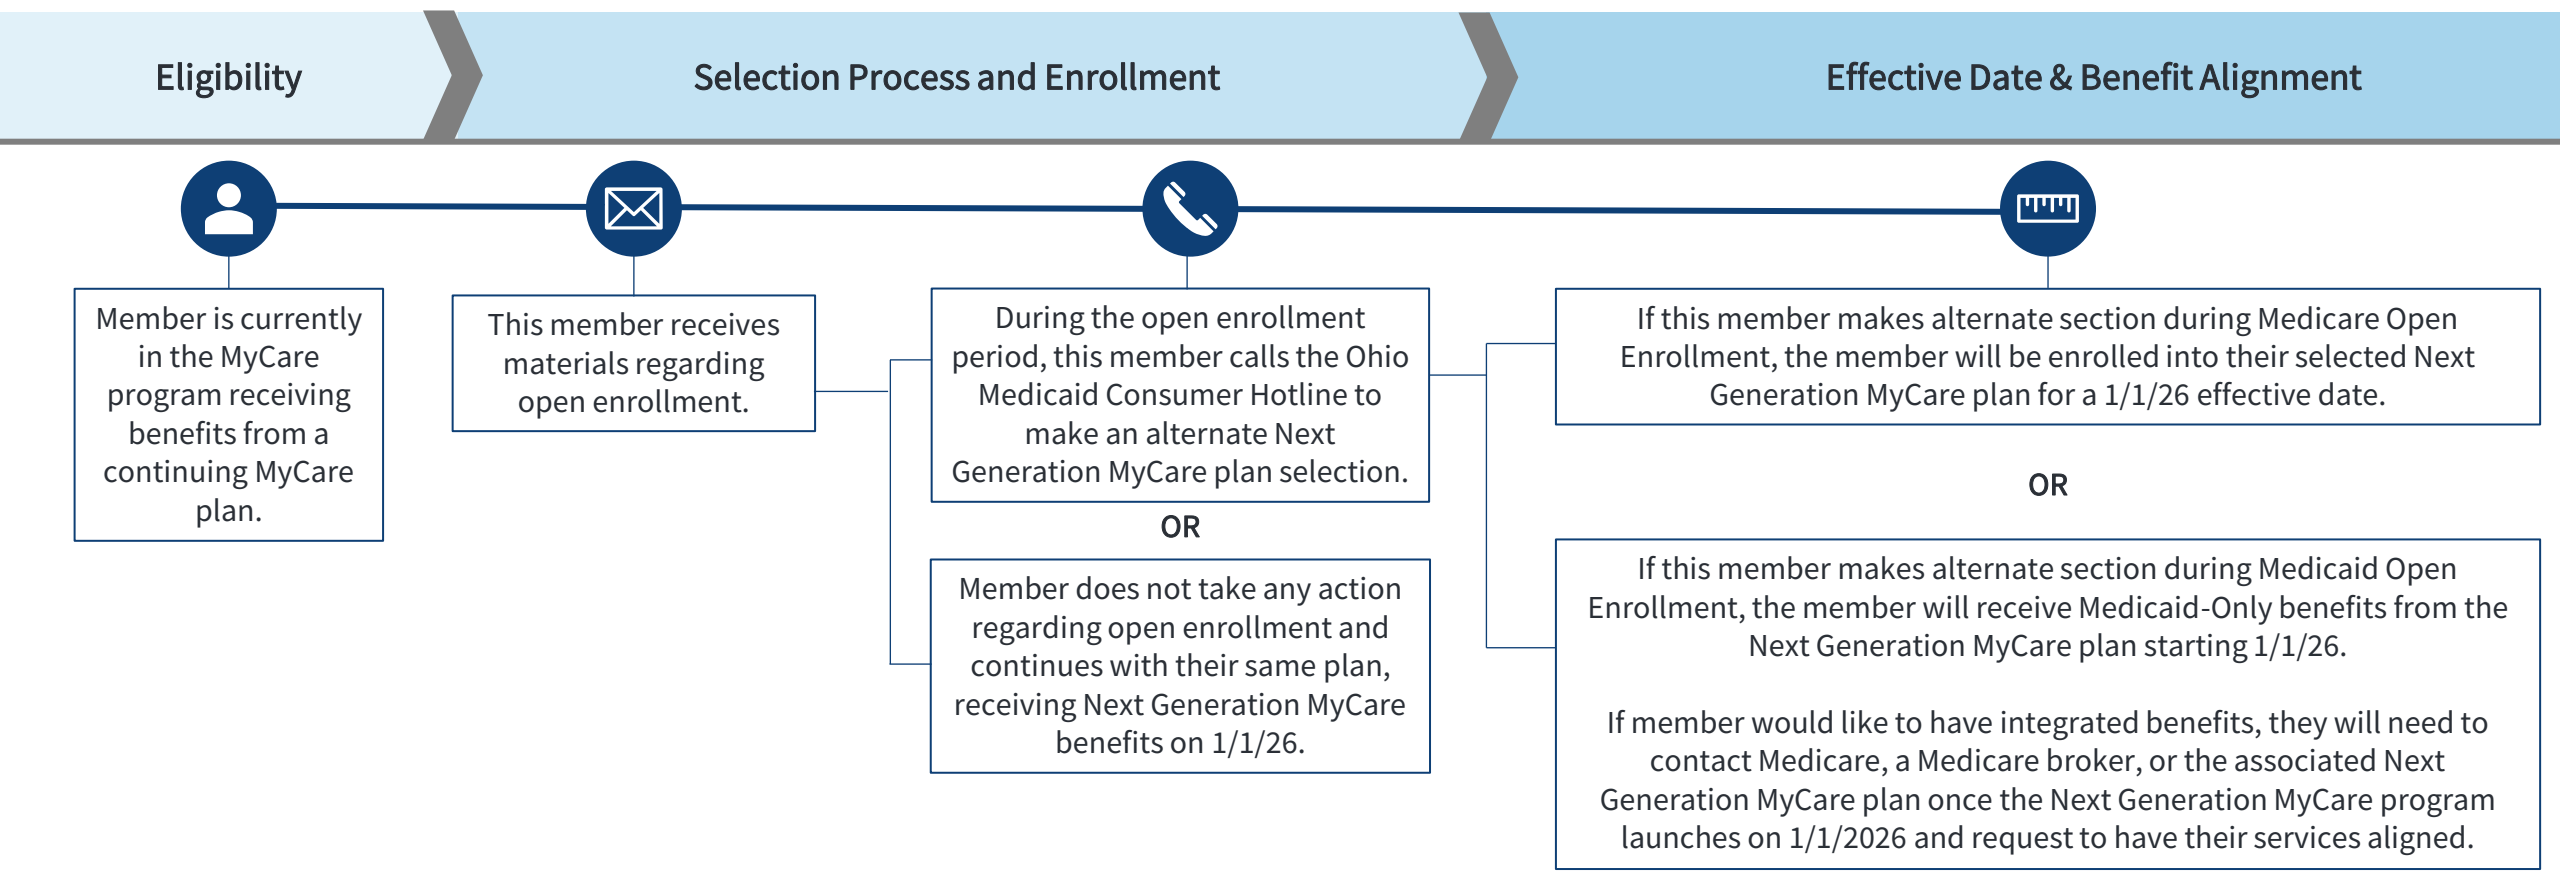 Eligibility
Selection Process and Enrollment
Effective Date & Benefit Alignment
Member is currently
in the MyCare
program receiving
benefits from a
continuing MyCare
plan.
This member receives
materials regarding
open enrollment.
During the open enrollment
period, this member calls the Ohio
Medicaid Consumer Hotline to
make an alternate Next
Generation MyCare plan selection.
OR
Member does not take any action
regarding open enrollment and
continues with their same plan,
receiving Next Generation MyCare
benefits on 1/1/26.
If this member makes alternate section during Medicare Open
Enrollment, the member will be enrolled into their selected Next
Generation MyCare plan for a 1/1/26 effective date.
OR
If this member makes alternate section during Medicaid Open
Enrollment, the member will receive Medicaid-Only benefits from the
Next Generation MyCare plan starting 1/1/26.
If member would like to have integrated benefits, they will need to
contact Medicare, a Medicare broker, or the associated Next
Generation MyCare plan once the Next Generation MyCare program
launches on 1/1/2026 and request to have their services aligned.